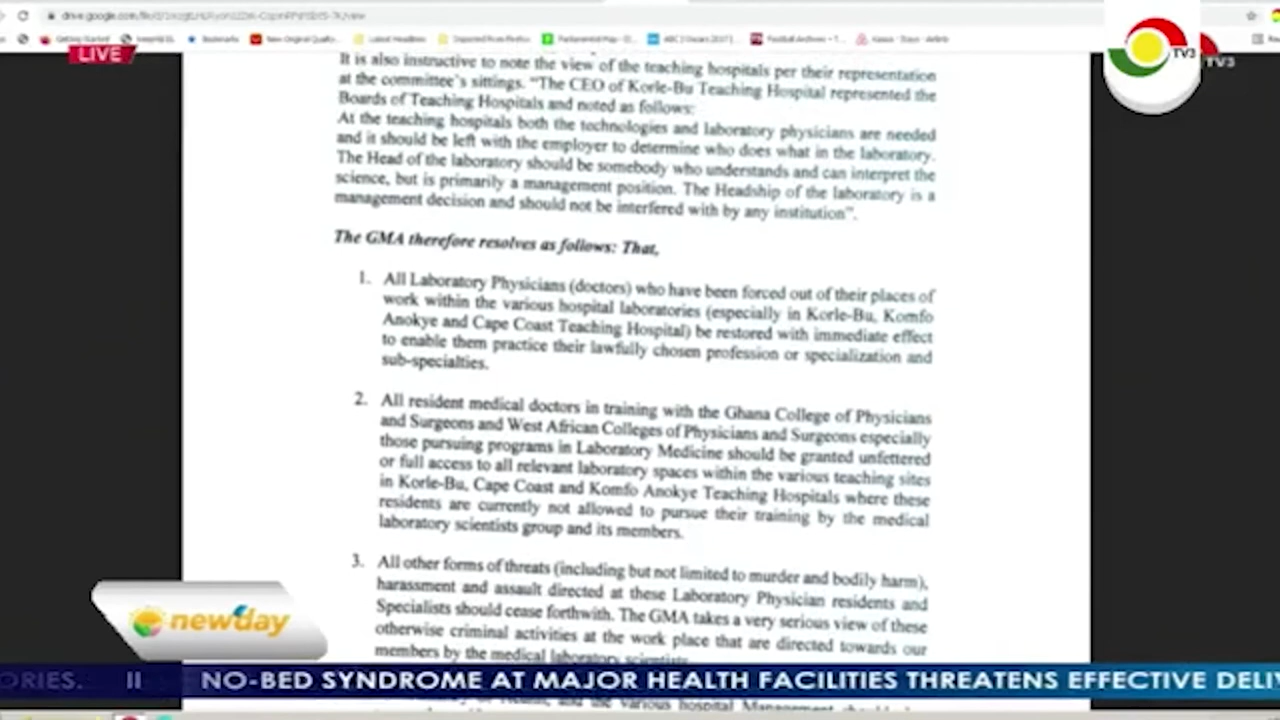 LIVE
TV3
TV3
It is also instructive to note the view of the teaching hospitals per their representation
at the committee's sittings. "The CEO of Korle-Bu Teaching Hospital represented the
Boards of Teaching Hospitals and noted as follows:
At the teaching hospitals both the technologies and laboratory physicians are needed
and it should be left with the employer to determine who does what in the laboratory.
The Head of the laboratory should be somebody who understands and can interpret the
science, but is primarily a management position. The Headship of the laboratory is a
management decision and should not be interfered with by any institution".
The GMA therefore resolves as follows: That,
1. All Laboratory Physicians (doctors) who have been forced out of their places of
work within the various hospital laboratories (especially in Korle-Bu, Komfo
Anokye and Cape Coast Teaching Hospital) be restored with immediate effect
to enable them practice their lawfully chosen profession or specialization and
sub-specialties.
2. All resident medical doctors in training with the Ghana College of Physicians
and Surgeons and West African Colleges of Physicians and Surgeons especially
those pursuing programs in Laboratory Medicine should be granted unfettered
or full access to all relevant laboratory spaces within the various teaching sites
in Korle-Bu, Cape Coast and Komfo Anokye Teaching Hospitals where these
residents are currently not allowed to pursue their training by the medical
laboratory scientists group and its members.
3. All other forms of threats (including but not limited to murder and bodily harm),
harassment and assault directed at these Laboratory Physician residents and
Specialists should cease forthwith. The GMA takes a very serious view of these
otherwise criminal activities at the work place that are directed towards our
members by the medical laboratory scientists
and the various hospital Management
newday
ORIES. II NO-BED SYNDROME AT MAJOR HEALTH FACILITIES THREATENS EFFECTIVE DELIV